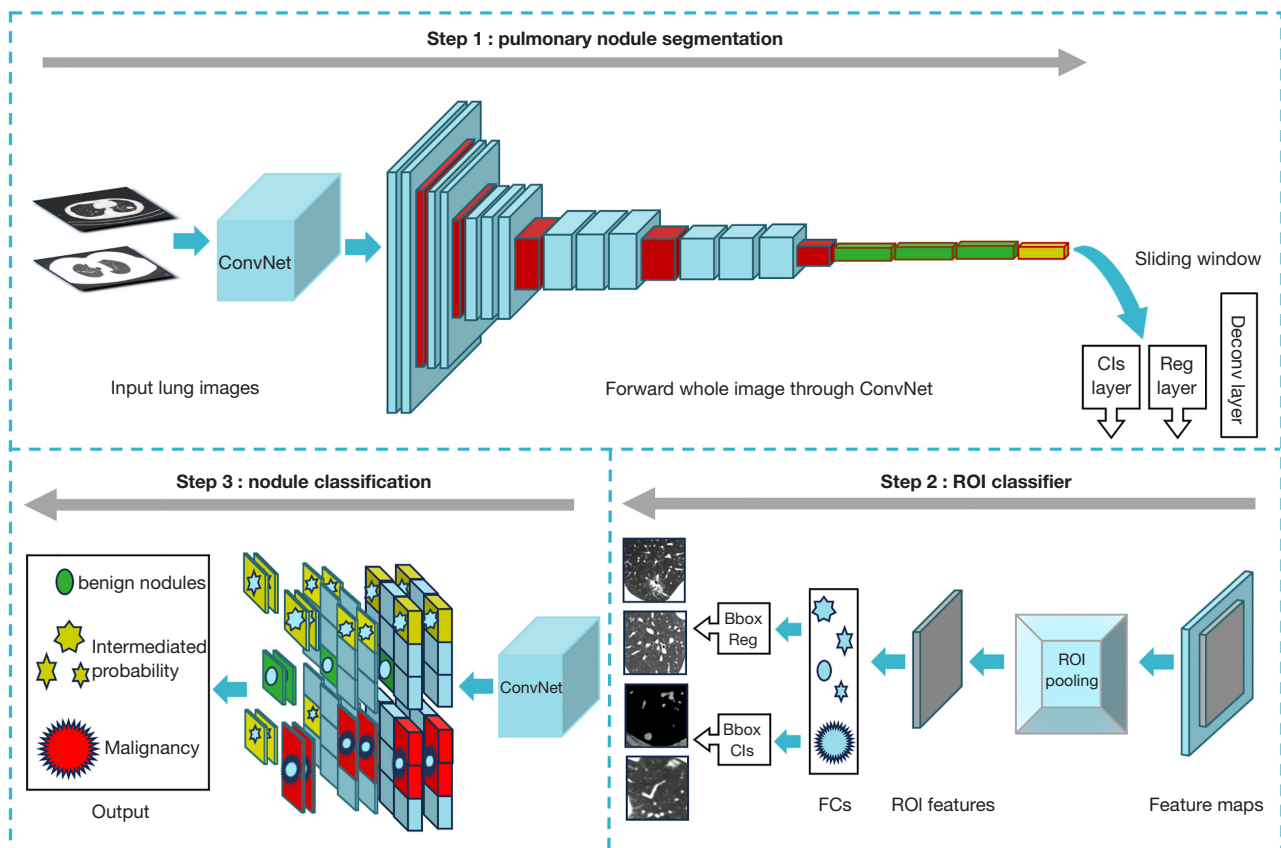 Step 1 : pulmonary nodule segmentation
ConvNet
Input lung images
Forward whole image through ConvNet
Sliding window
Cls
layer
Reg
layer
Deconv layer
Step 2 : ROI classifier
Feature maps
ROI
pooling
ROI features
FCs
Bbox
Reg
Bbox
Cls
Step 3 : nodule classification
ConvNet
benign nodules
Intermediated
probability
Malignancy
Output